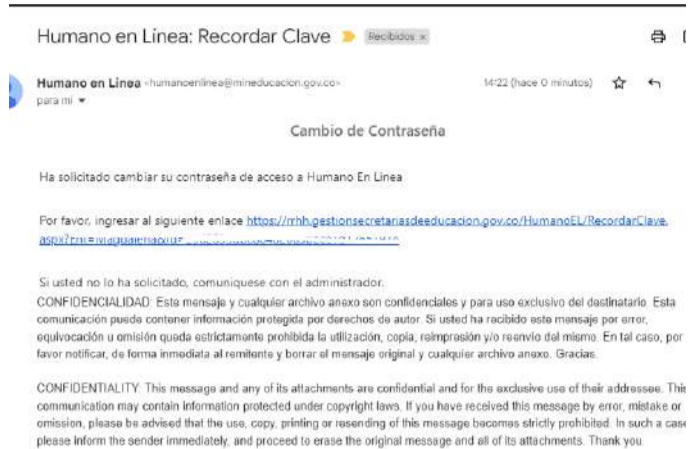 Humano en Línea: Recordar Clave Recibidos x
Humano en Línea <humanoenlinea@mineducacion.gov.co> 14:22 (hace 0 minutos)
para mí
Cambio de Contraseña
Ha solicitado cambiar su contraseña de acceso a Humano En Linea
Por favor, ingresar al siguiente enlace https://rrhh.gestionsecretariasdeeducacion.gov.co/HumanoEL/RecordarClave.
aspx?Ent=Magdalena&Id=
Si usted no lo ha solicitado, comuniquese con el administrador.
CONFIDENCIALIDAD: Este mensaje y cualquier archivo anexo son confidenciales y para uso exclusivo del destinatario. Esta
comunicación puede contener información protegida por derechos de autor. Si usted ha recibido este mensaje por error,
equivocación u omisión queda estrictamente prohibida la utilización, copia, reimpresión y/o reenvío del mismo. En tal caso, por
favor notificar, de forma inmediata al remitente y borrar el mensaje original y cualquier archivo anexo. Gracias.
CONFIDENTIALITY. This message and any of its attachments are confidential and for the exclusive use of their addressee. This
communication may contain information protected under copyright laws. If you have received this message by error, mistake or
omission, please be advised that the use, copy, printing or resending of this message becomes strictly prohibited. In such a case
please inform the sender immediately, and proceed to erase the original message and all of its attachments. Thank you